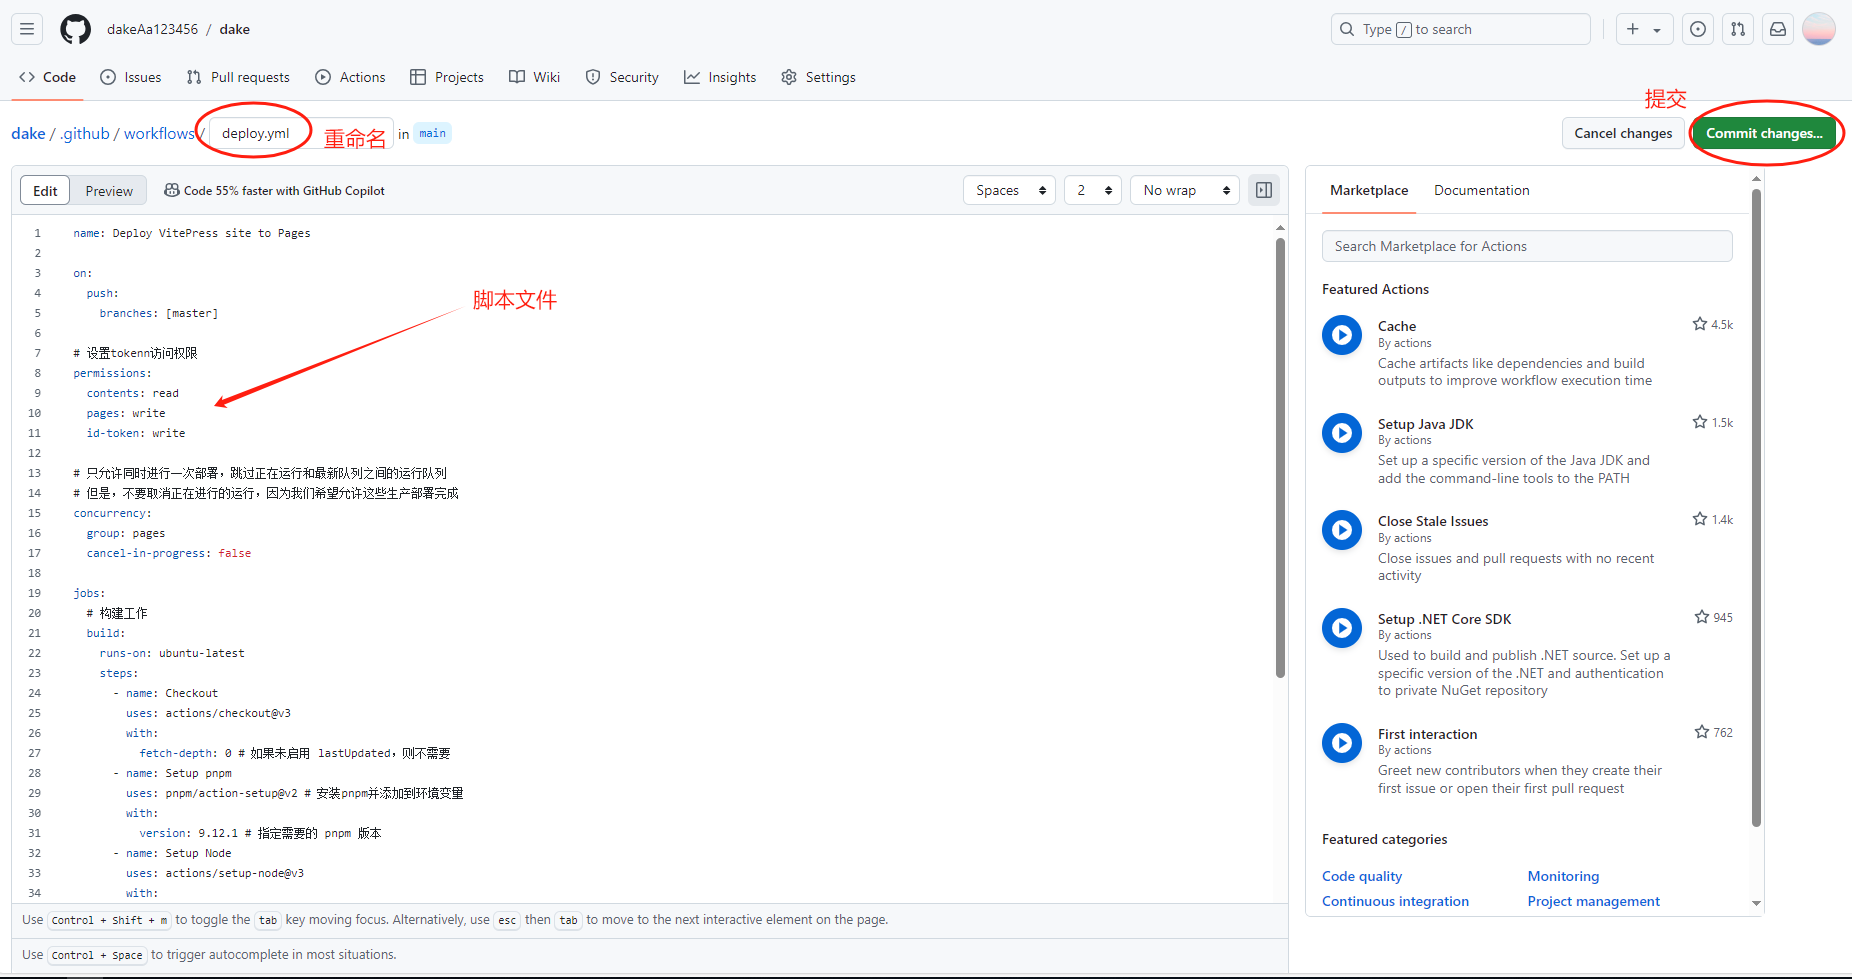 dakeAa123456 / dake
Type / to search
Code
Issues
Pull requests
Actions
Projects
Wiki
Security
Insights
Settings
提交
dake / .github / workflows / deploy.yml 重命名 in main
Cancel changes
Commit changes...
Edit
Preview
Code 55% faster with GitHub Copilot
Spaces
2
No wrap
1 name: Deploy VitePress site to Pages
2
3 on:
4 push:
5 branches: [master]
6
7 # 设置tokenn访问权限
8 permissions:
9 contents: read
10 pages: write
11 id-token: write
12
13 # 只允许同时进行一次部署，跳过正在运行和最新队列之间的运行队列
14 # 但是，不要取消正在进行的运行，因为我们希望允许这些生产部署完成
15 concurrency:
16 group: pages
17 cancel-in-progress: false
18
19 jobs:
20 # 构建工作
21 build:
22 runs-on: ubuntu-latest
23 steps:
24 - name: Checkout
25 uses: actions/checkout@v3
26 with:
27 fetch-depth: 0 # 如果未启用 lastUpdated，则不需要
28 - name: Setup pnpm
29 uses: pnpm/action-setup@v2 # 安装pnpm并添加到环境变量
30 with:
31 version: 9.12.1 # 指定需要的 pnpm 版本
32 - name: Setup Node
33 uses: actions/setup-node@v3
34 with:
脚本文件
Use Control + Shift + m to toggle the tab key moving focus. Alternatively, use esc then tab to move to the next interactive element on the page.
Use Control + Space to trigger autocomplete in most situations.
Marketplace
Documentation
Search Marketplace for Actions
Featured Actions
Cache
4.5k
By actions
Cache artifacts like dependencies and build
outputs to improve workflow execution time
Setup Java JDK
1.5k
By actions
Set up a specific version of the Java JDK and
add the command-line tools to the PATH
Close Stale Issues
1.4k
By actions
Close issues and pull requests with no recent
activity
Setup .NET Core SDK
945
By actions
Used to build and publish .NET source. Set up a
specific version of the .NET and authentication
to private NuGet repository
First interaction
762
By actions
Greet new contributors when they create their
first issue or open their first pull request
Featured categories
Code quality
Monitoring
Continuous integration
Project management